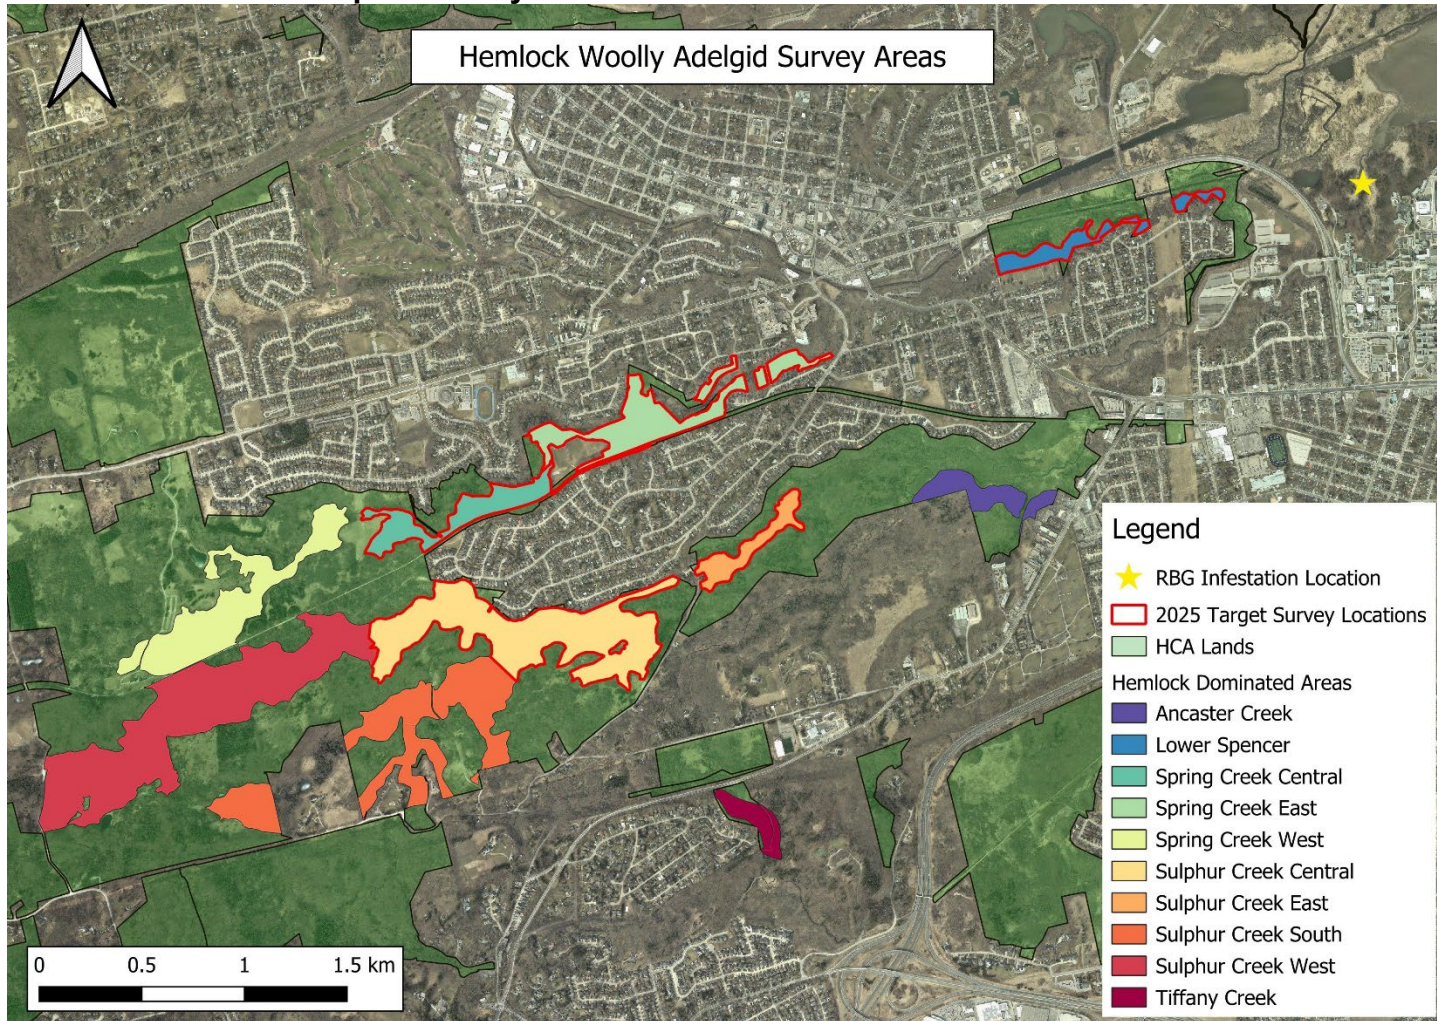 Hemlock Woolly Adelgid Survey Areas
Legend
RBG Infestation Location
2025 Target Survey Locations
HCA Lands
Hemlock Dominated Areas
Ancaster Creek
Lower Spencer
Spring Creek Central
Spring Creek East
Spring Creek West
Sulphur Creek Central
Sulphur Creek East
Sulphur Creek South
Sulphur Creek West
Tiffany Creek
0 0.5 1 1.5 km